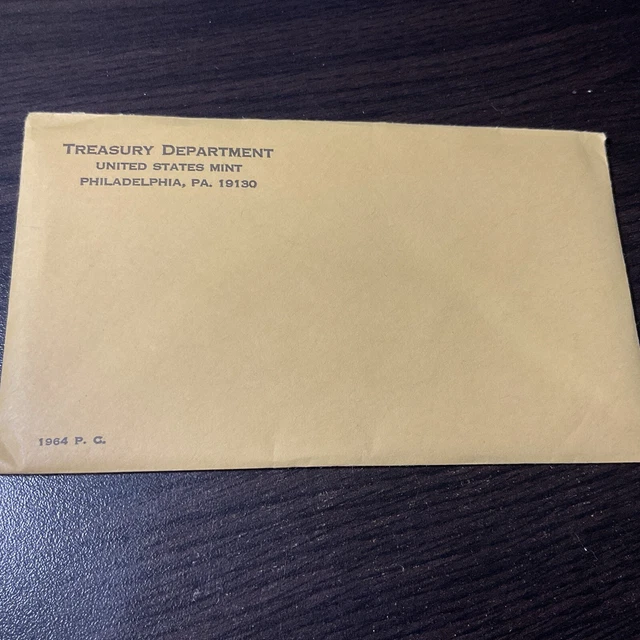 TREASURY DEPARTMENT
UNITED STATES MINT
PHILADELPHIA, PA. 19130
1964 P. C.